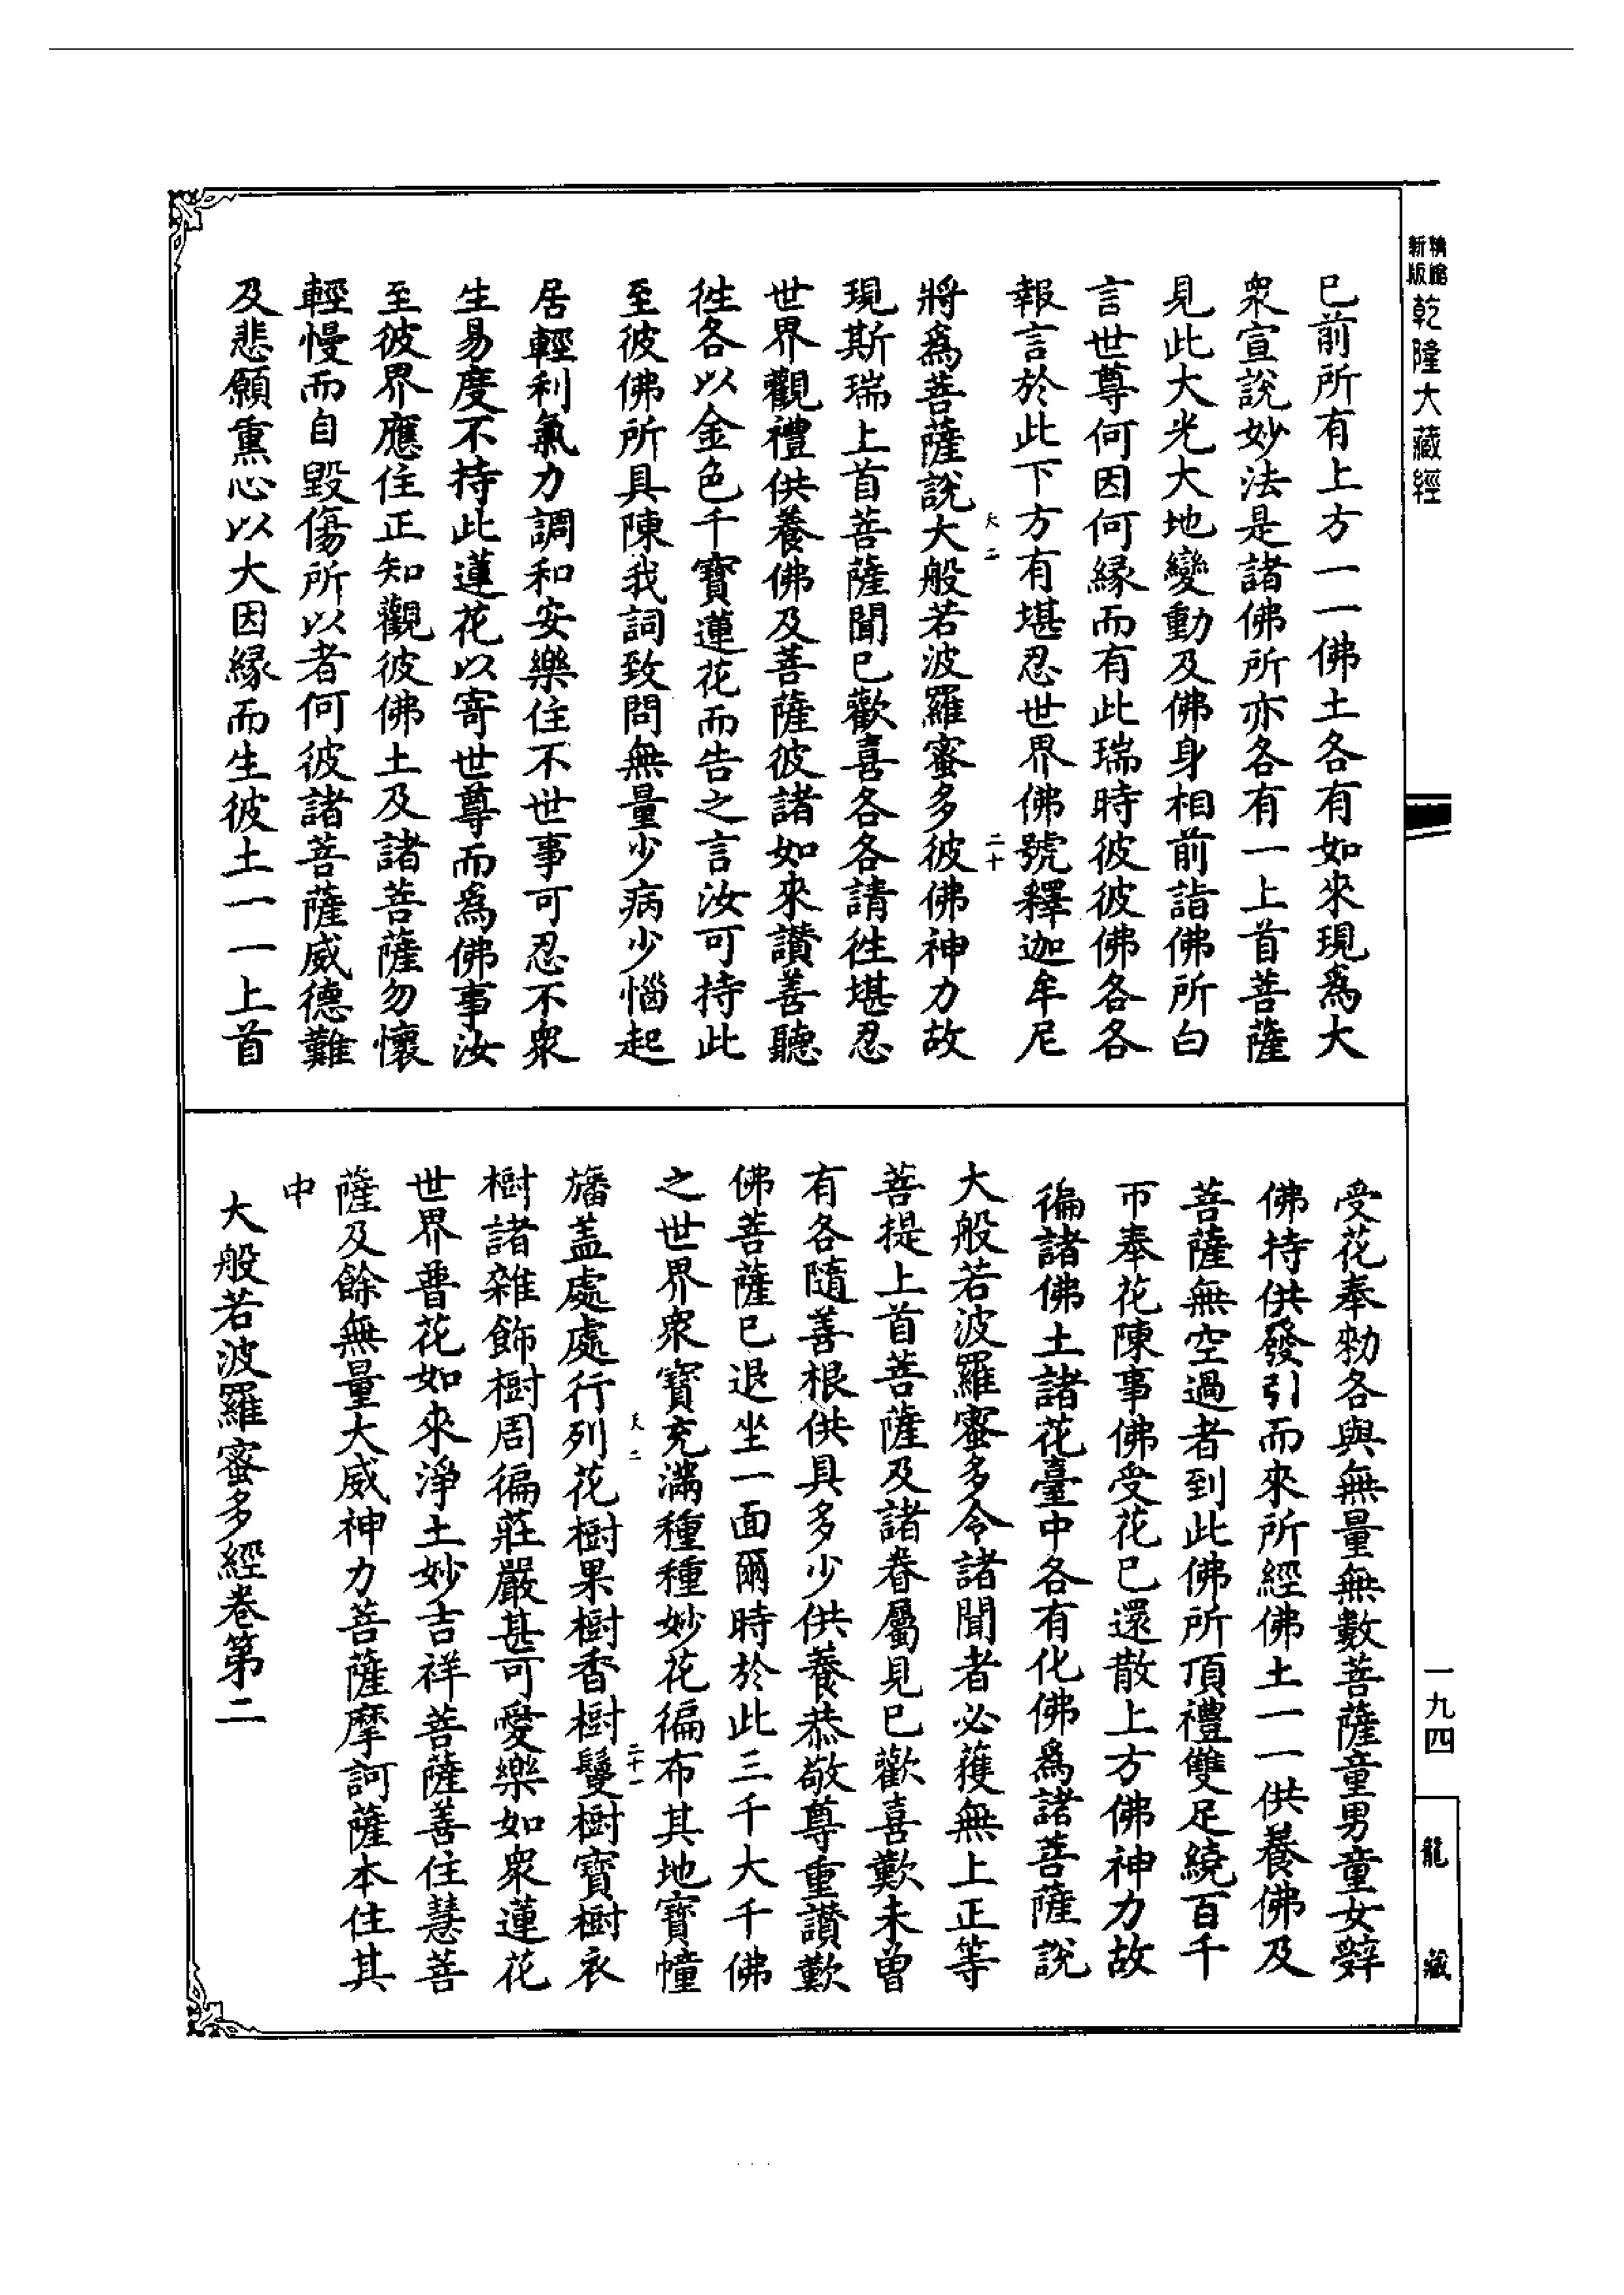 新版
精縮
乾隆大藏經
已前所有上方一一佛土各有如來現為大
衆宣說妙法是諸佛所亦各有一上首菩薩
見此大光大地變動及佛身相前詣佛所白
言世尊何因何緣而有此瑞時彼彼佛各各
報言於此下方有堪忍世界佛號釋迦牟尼
天二
二十
將為菩薩說大般若波羅蜜多彼佛神力故
現斯瑞上首菩薩聞已歡喜各各請徃堪忍
世界觀禮供養佛及菩薩彼諸如來讚善聽
徃各以金色千寶蓮花而告之言汝可持此
至彼佛所具陳我詞致問無量少病少惱起
居輕利氣力調和安樂住不世事可忍不衆
生易度不持此蓮花以寄世尊而為佛事汝
至彼界應住正知觀彼佛土及諸菩薩勿懷
輕慢而自毀傷所以者何彼諸菩薩威德難
及悲願熏心以大因緣而生彼土一一上首
受花奉勑各與無量無數菩薩童男童女辭
佛持供發引而來所經佛土一一供養佛及
菩薩無空過者到此佛所頂禮雙足繞百千
帀奉花陳事佛受花已還散上方佛神力故
徧諸佛土諸花臺中各有化佛為諸菩薩說
大般若波羅蜜多令諸聞者必獲無上正等
菩提上首菩薩及諸眷屬見已歡喜歎未曾
有各隨善根供具多少供養恭敬尊重讚歎
佛菩薩已退坐一面爾時於此三千大千佛
之世界衆寶充滿種種妙花徧布其地寶幢
天二
二十一
旛盖處處行列花樹果樹香樹鬘樹寶樹衣
樹諸雜飾樹周徧莊嚴甚可愛樂如衆蓮花
世界普花如來淨土妙吉祥菩薩善住慧菩
薩及餘無量大威神力菩薩摩訶薩本住其
中
大般若波羅蜜多經卷第二
一九四
龍藏